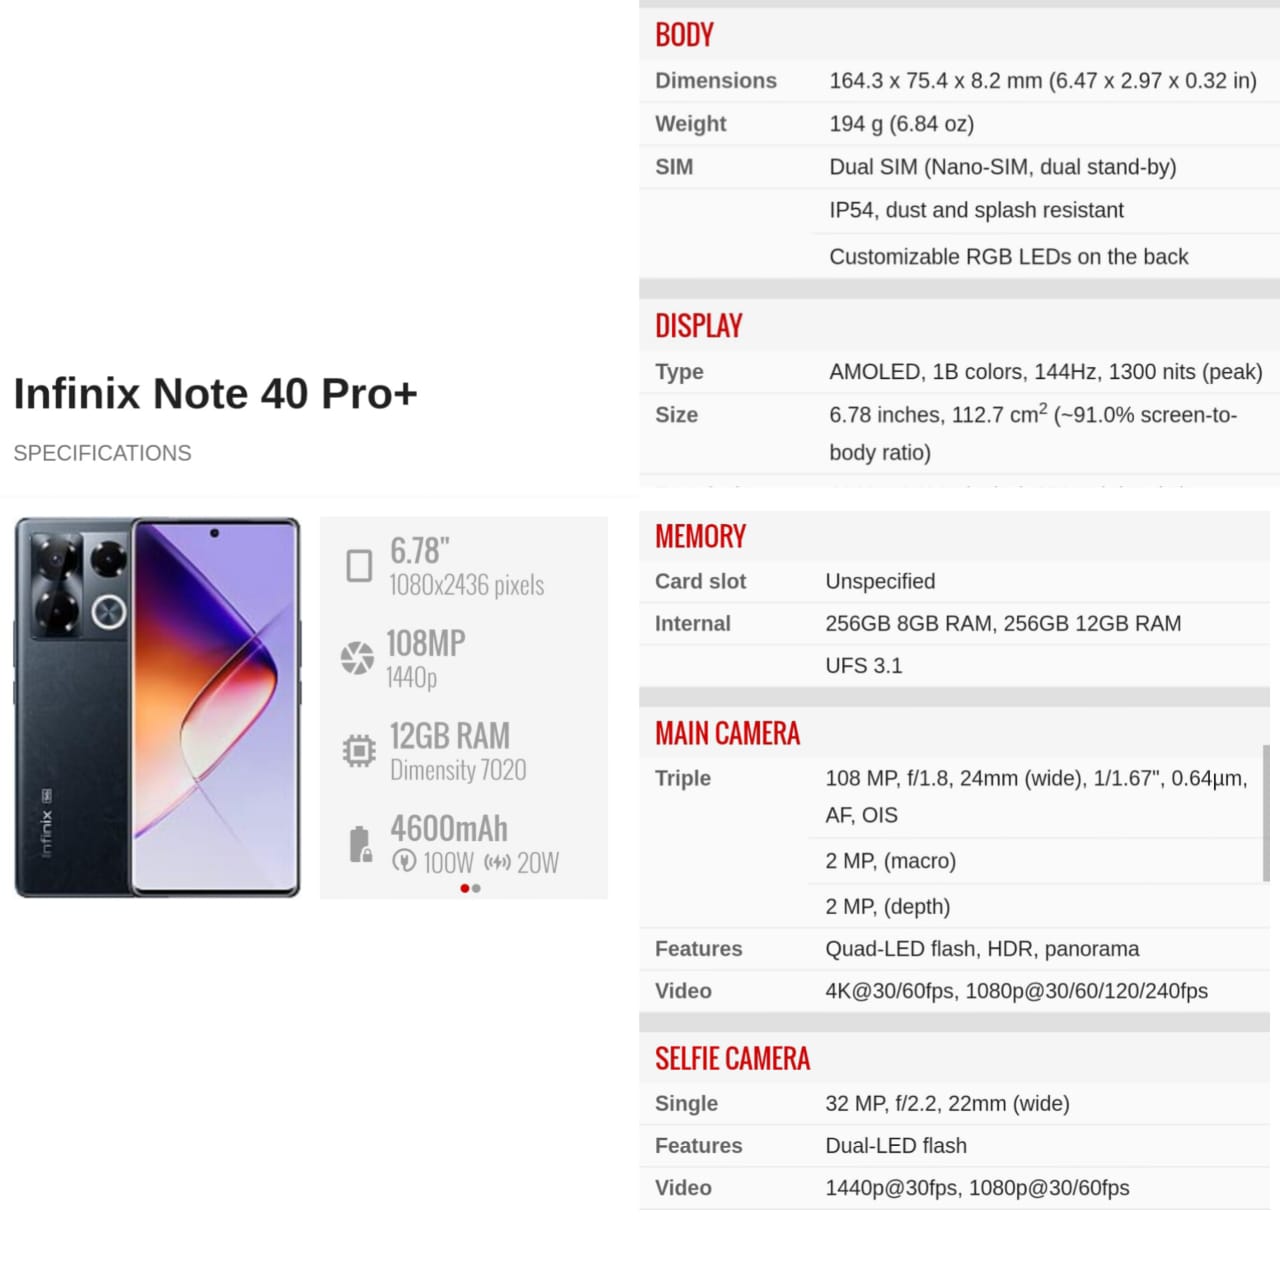 Infinix Note 40 Pro+
SPECIFICATIONS
Infinix 5G
6.78"
1080x2436 pixels
108MP
1440p
12GB RAM
Dimensity 7020
4600mAh
100W 20W
BODY
Dimensions 164.3 x 75.4 x 8.2 mm (6.47 x 2.97 x 0.32 in)
Weight 194 g (6.84 oz)
SIM Dual SIM (Nano-SIM, dual stand-by)
IP54, dust and splash resistant
Customizable RGB LEDs on the back
DISPLAY
Type AMOLED, 1B colors, 144Hz, 1300 nits (peak)
Size 6.78 inches, 112.7 cm² (~91.0% screen-to-
body ratio)
MEMORY
Card slot Unspecified
Internal 256GB 8GB RAM, 256GB 12GB RAM
UFS 3.1
MAIN CAMERA
Triple 108 MP, f/1.8, 24mm (wide), 1/1.67", 0.64µm,
AF, OIS
2 MP, (macro)
2 MP, (depth)
Features Quad-LED flash, HDR, panorama
Video 4K@30/60fps, 1080p@30/60/120/240fps
SELFIE CAMERA
Single 32 MP, f/2.2, 22mm (wide)
Features Dual-LED flash
Video 1440p@30fps, 1080p@30/60fps